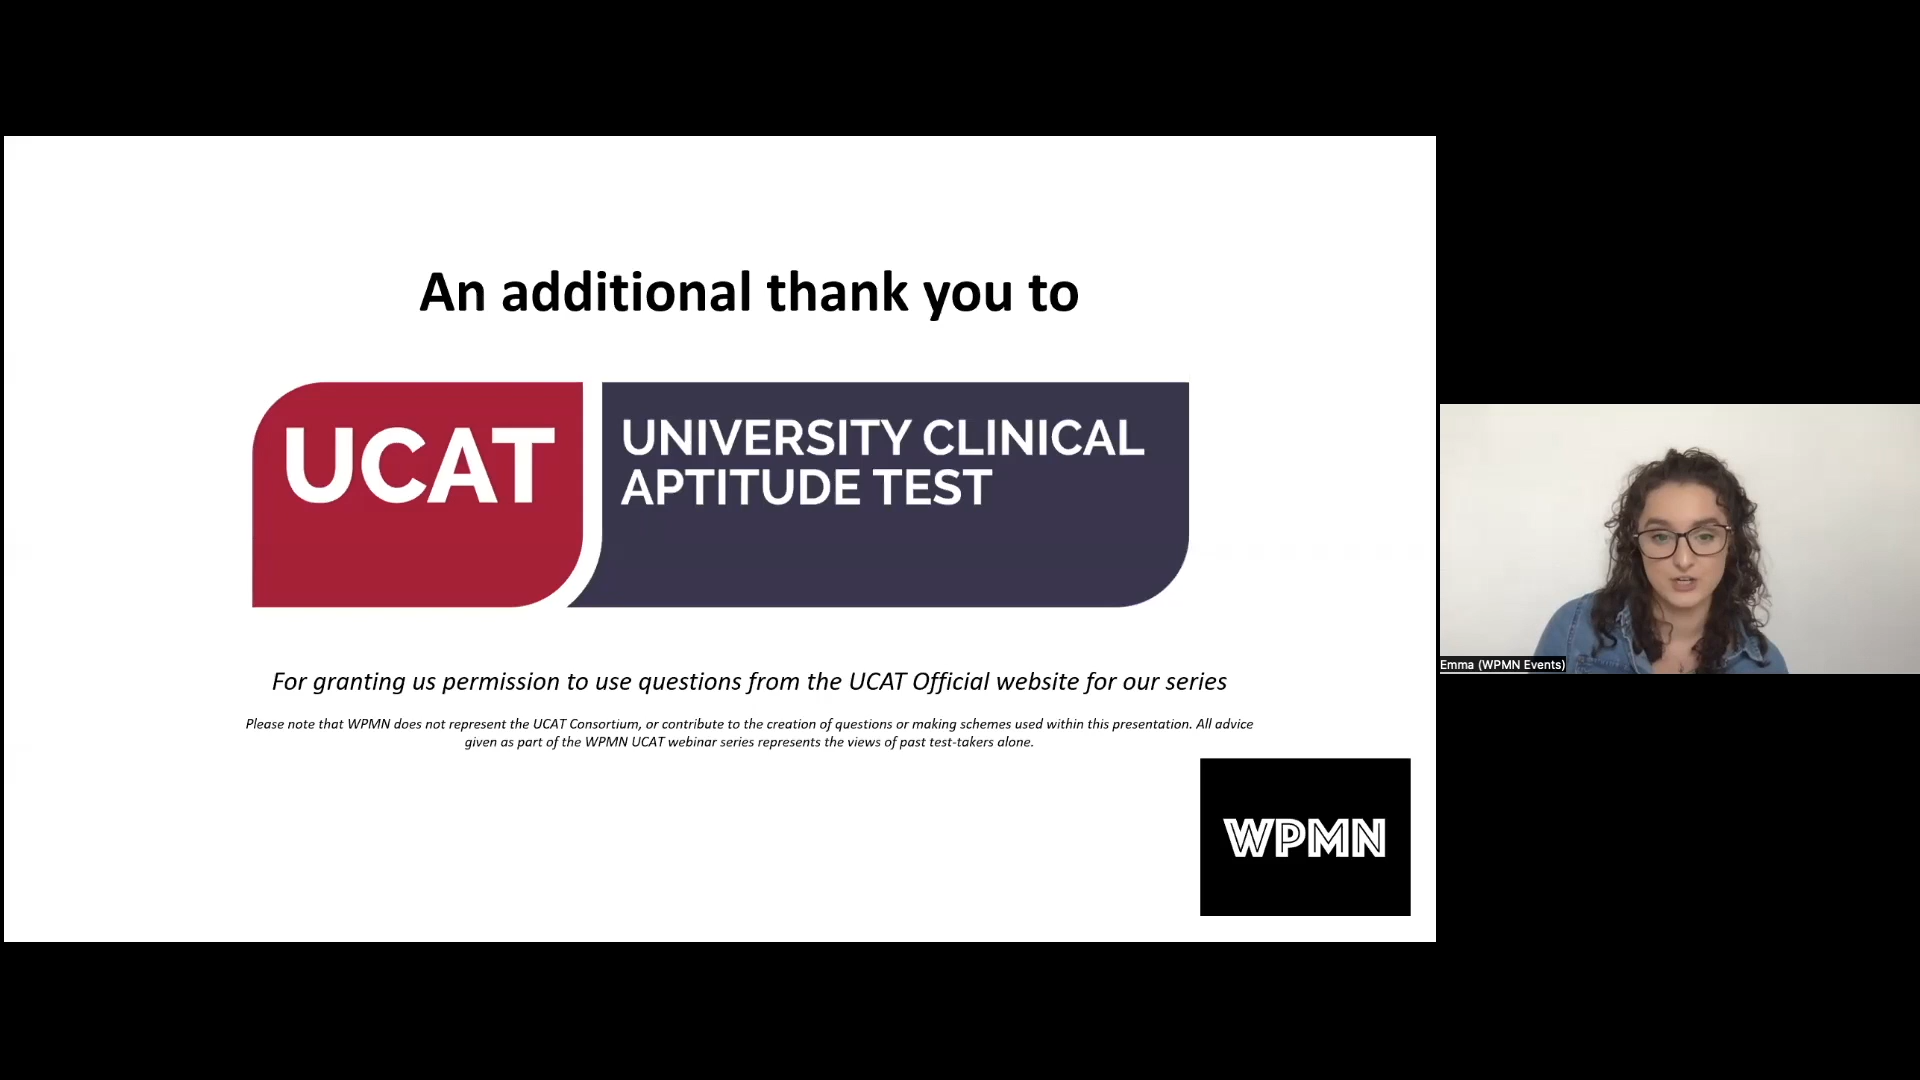 An additional thank you to
UCAT
UNIVERSITY CLINICAL
APTITUDE TEST
For granting us permission to use questions from the UCAT Official website for our series
Please note that WPMN does not represent the UCAT Consortium, or contribute to the creation of questions or making schemes used within this presentation. All advice
given as part of the WPMN UCAT webinar series represents the views of past test-takers alone.
WPMN
Emma (WPMN Events)